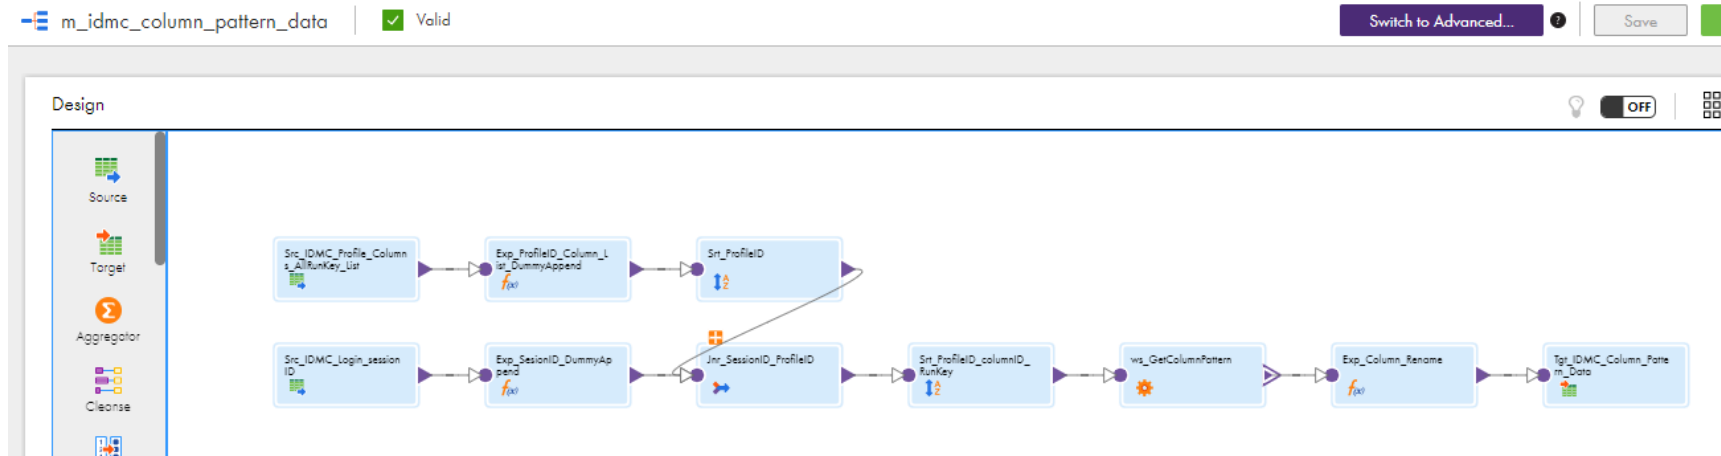 m_idmc_column_pattern_data
Valid
Switch to Advanced...
?
Save
Design
OFF
Source
Target
Aggregator
Cleanse
Src_IDMC_Profile_Column
s_AllRunKey_List
Exp_ProfileID_Column_L
ist_DummyAppend
f(x)
Srt_ProfileID
A
Z
Src_IDMC_Login_session
ID
Exp_SesionID_DummyAp
pend
f(x)
Jnr_SessionID_ProfileID
Srt_ProfileID_columnID_
RunKey
A
Z
ws_GetColumnPattern
Exp_Column_Rename
f(x)
Tgt_IDMC_Column_Patte
rn_Data